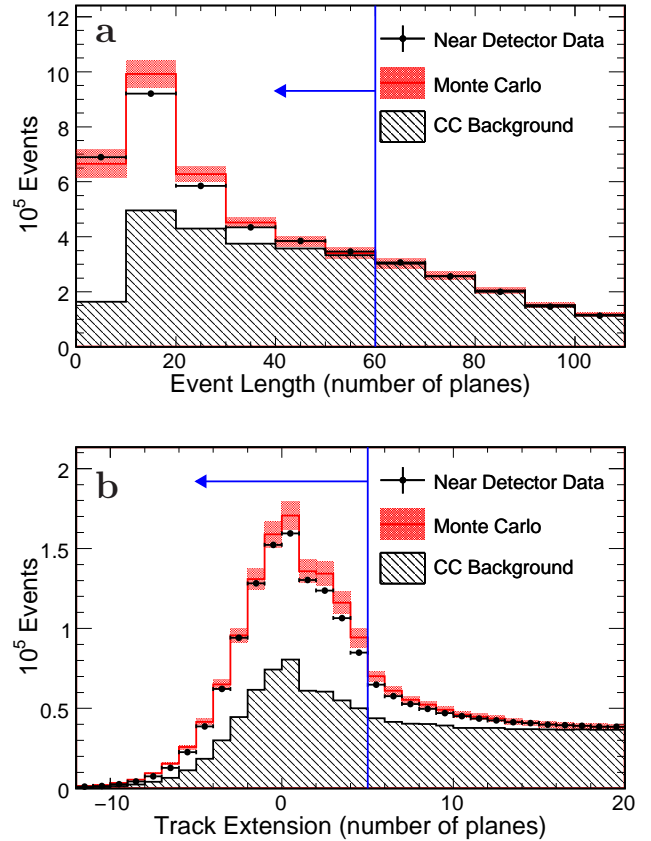 a
12
10
8
6
4
2
0
10⁵ Events
Near Detector Data
Monte Carlo
CC Background
0 20 40 60 80 100
Event Length (number of planes)
b
2
1.5
1
0.5
0
10⁵ Events
Near Detector Data
Monte Carlo
CC Background
-10 0 10 20
Track Extension (number of planes)